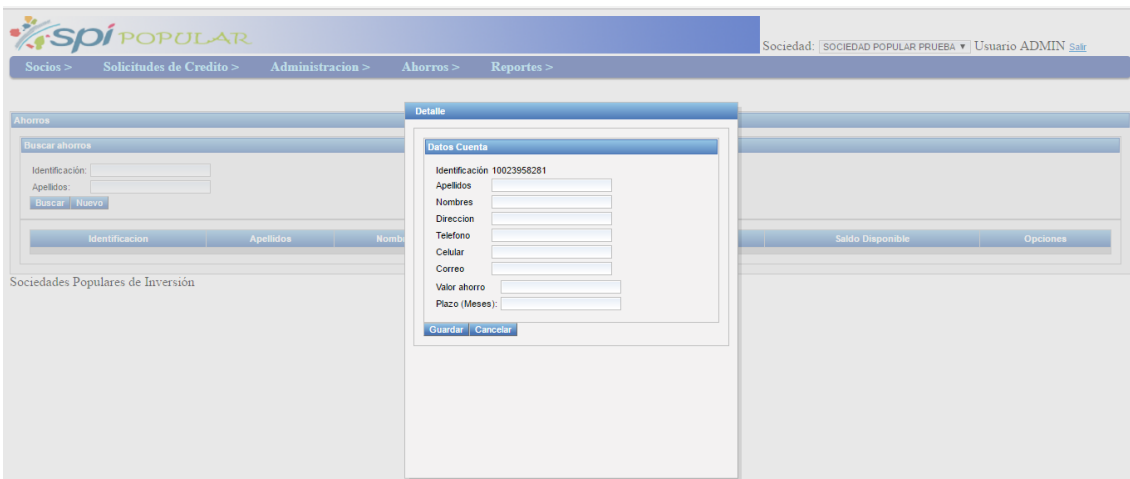 spi POPULAR
Sociedad: SOCIEDAD POPULAR PRUEBA Usuario ADMIN Salir
Socios > Solicitudes de Credito > Administracion > Ahorros > Reportes >
Ahorros
Buscar ahorros
Identificación:
Apellidos:
Buscar Nuevo
Identificacion Apellidos Saldo Disponible Opciones
Sociedades Populares de Inversión
Detalle
Datos Cuenta
Identificación 10023958281
Apellidos
Nombres
Direccion
Telefono
Celular
Correo
Valor ahorro
Plazo (Meses):
Guardar Cancelar